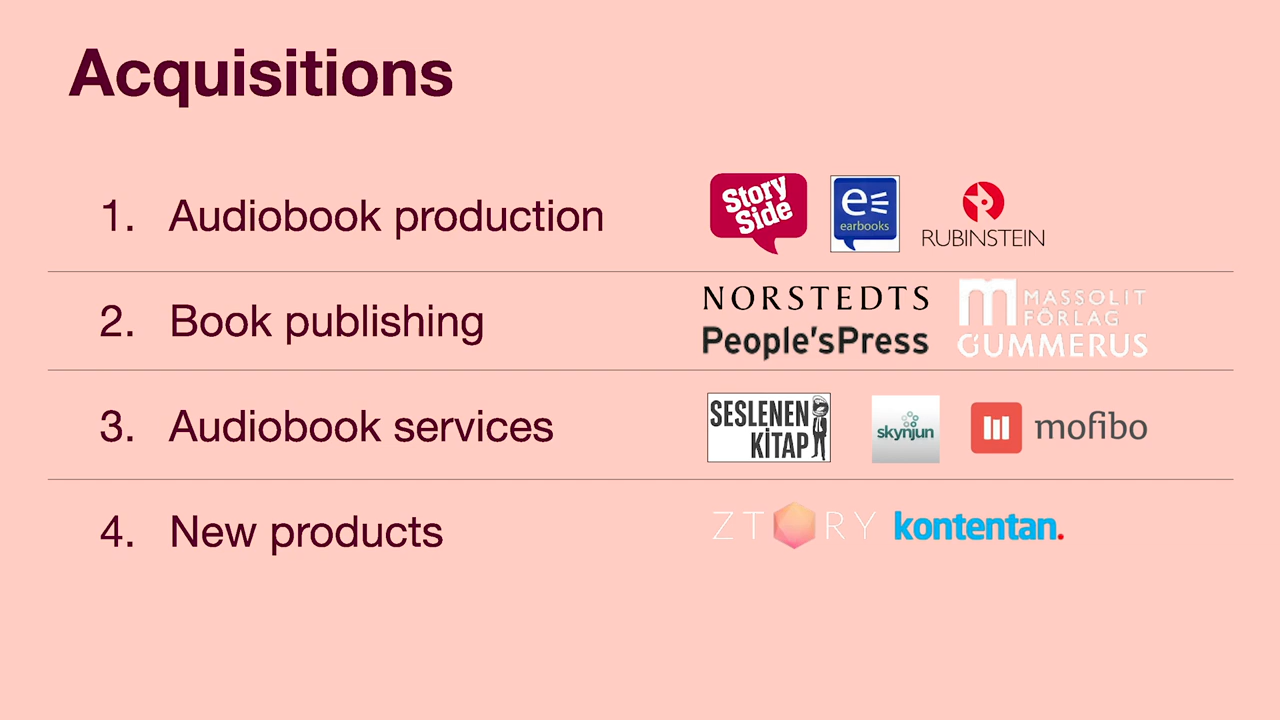 Acquisitions
1. Audiobook production
Story Side
e earbooks
RUBINSTEIN
2. Book publishing
NORSTEDTS
People'sPress
m MASSOLIT FÖRLAG
GUMMERUS
3. Audiobook services
SESLENEN KİTAP
skynjun
mofibo
4. New products
ZTORY
kontentan.